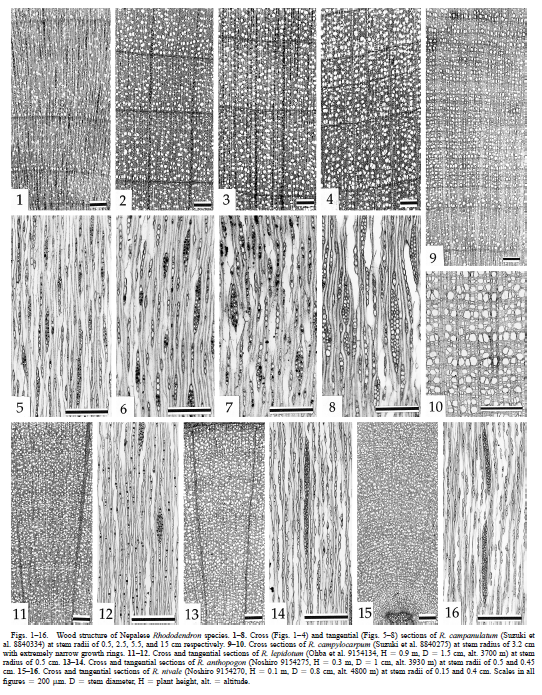 1
2
3
4
9
5
6
7
8
10
11
12
13
14
15
16
Figs. 1–16. Wood structure of Nepalese Rhododendron species. 1–8. Cross (Figs. 1–4) and tangential (Figs. 5–8) sections of R. campanulatum (Suzuki et
al. 8840334) at stem radii of 0.5, 2.5, 5.5, and 15 cm respectively. 9–10. Cross sections of R. campylocarpum (Suzuki et al. 8840275) at stem radius of 3.2 cm
with extremely narrow growth rings. 11–12. Cross and tangential sections of R. lepidotum (Ohba et al. 9154134, H = 0.9 m, D = 1.5 cm, alt. 3700 m) at stem
radius of 0.5 cm. 13–14. Cross and tangential sections of R. anthopogon (Noshiro 9154275, H = 0.3 m, D = 1 cm, alt. 3930 m) at stem radii of 0.5 and 0.45
cm. 15–16. Cross and tangential sections of R. nivale (Noshiro 9154270, H = 0.1 m, D = 0.8 cm, alt. 4800 m) at stem radii of 0.15 and 0.4 cm. Scales in all
figures = 200 μm. D = stem diameter, H = plant height, alt. = altitude.